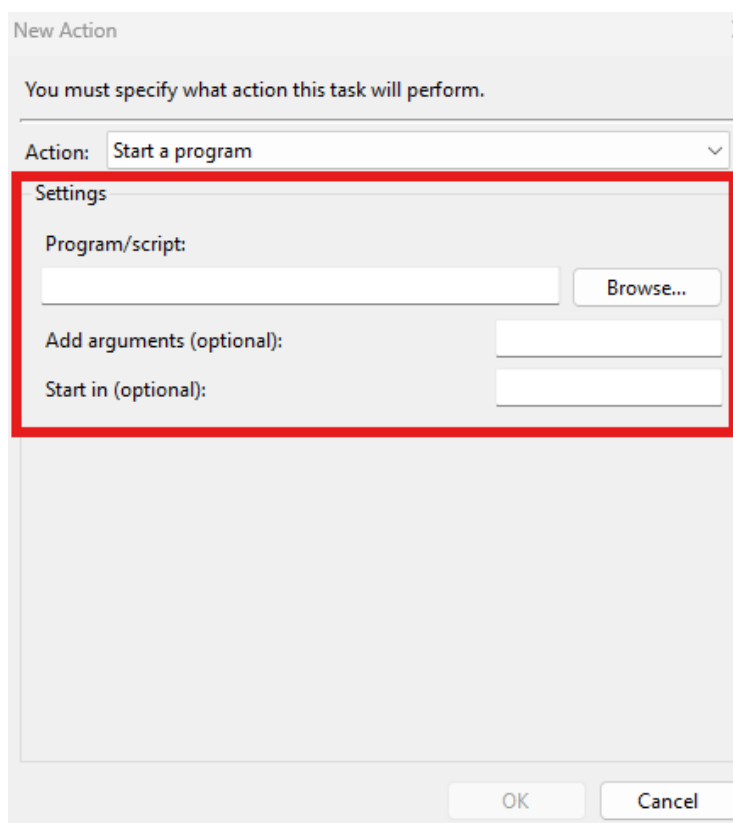 New Action
You must specify what action this task will perform.
Action: Start a program
Settings
Program/script:
Browse...
Add arguments (optional):
Start in (optional):
OK Cancel